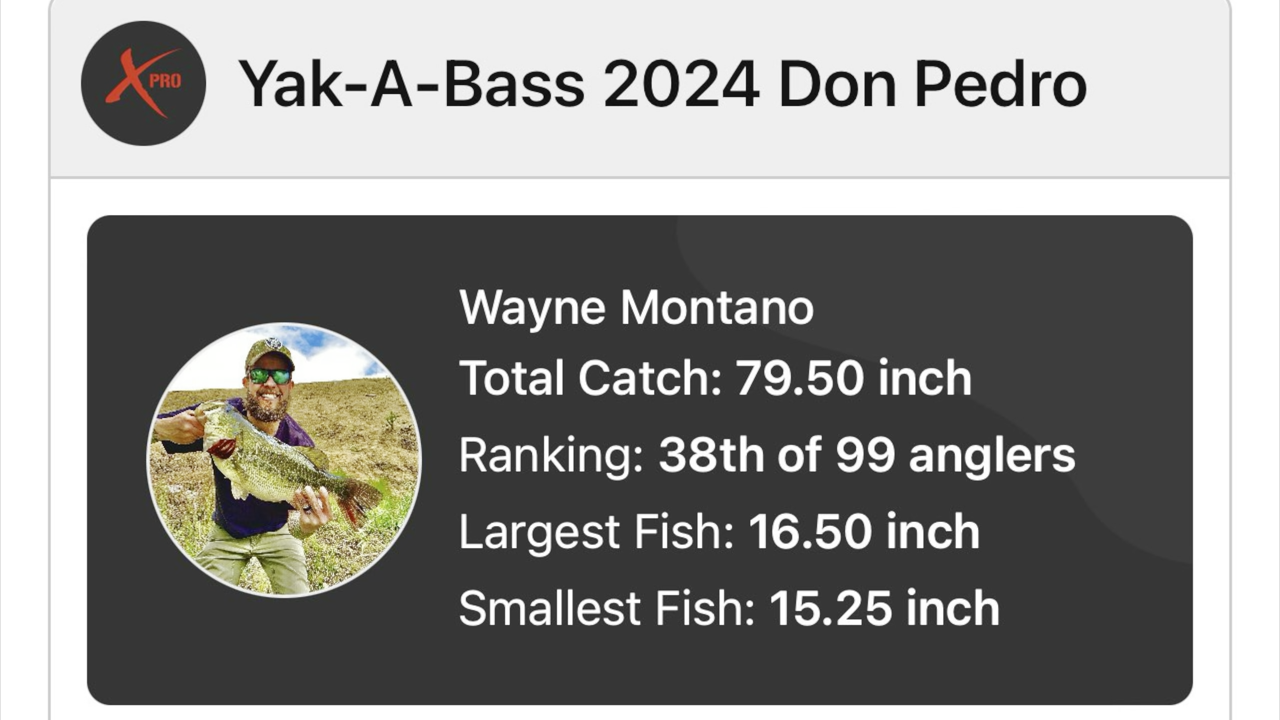 XPRO
Yak-A-Bass 2024 Don Pedro
Wayne Montano
Total Catch: 79.50 inch
Ranking: 38th of 99 anglers
Largest Fish: 16.50 inch
Smallest Fish: 15.25 inch